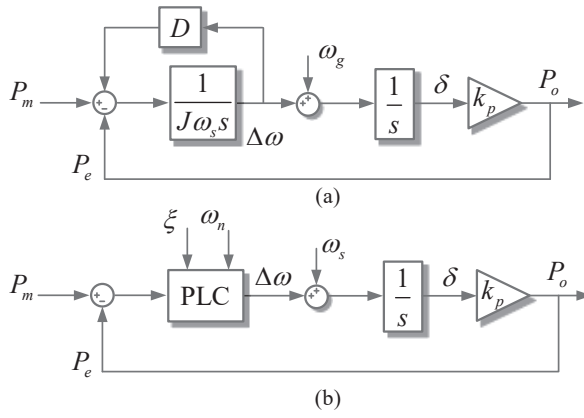 D
ω_g
P_m
+ -
1
Jω_s s
Δω
++
1
s
δ
k_p
P_o
P_e
(a)
ξ
ω_n
ω_s
P_m
+ -
PLC
Δω
++
1
s
δ
k_p
P_o
P_e
(b)